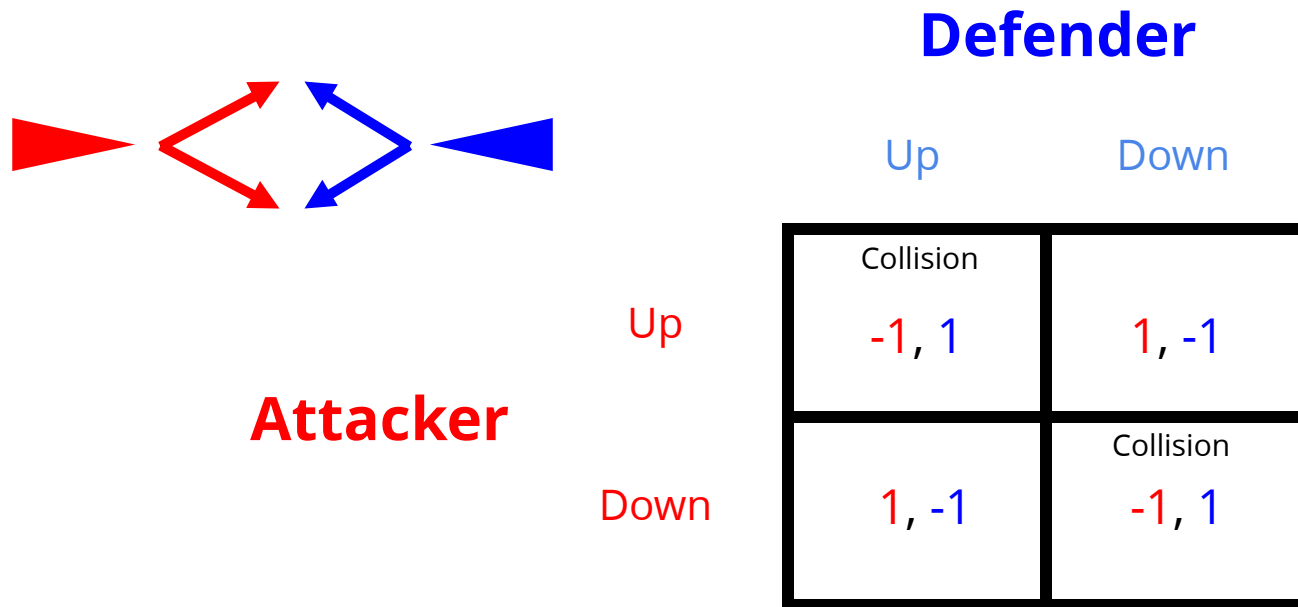 Defender
Up Down
Collision
Up
-1, 1 1, -1
Attacker
Collision
Down
1, -1 -1, 1